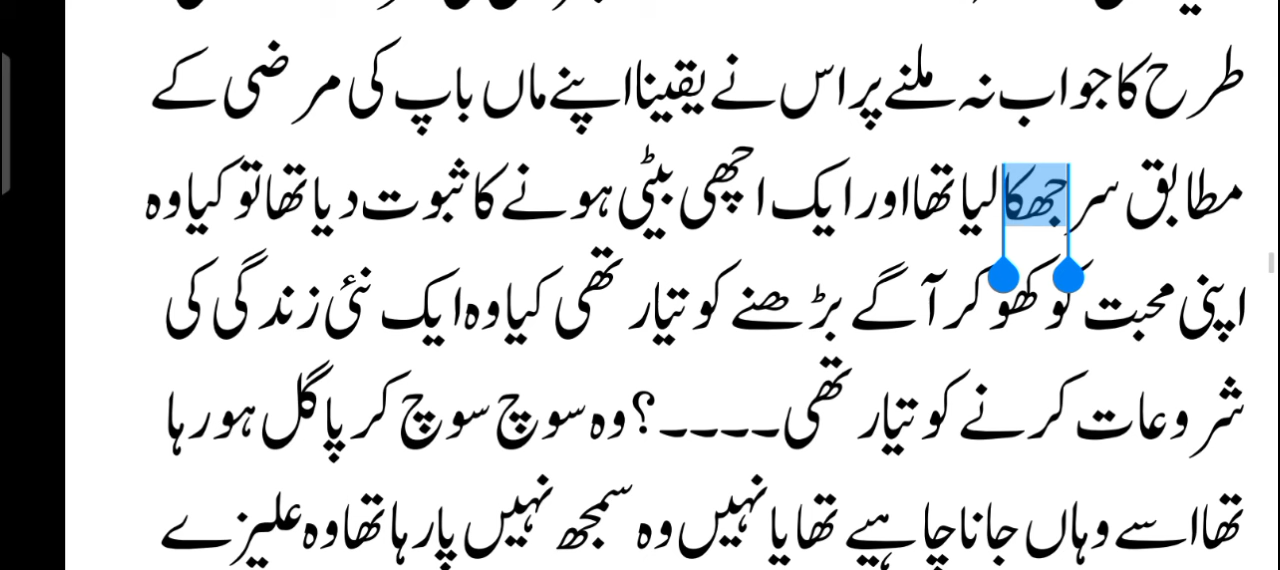 طرح کا جواب نہ ملنے پر اس نے یقینا اپنے ماں باپ کی مرضی کے
مطابق سر جھکا لیا تھا اور ایک اچھی بیٹی ہونے کا ثبوت دیا تھا تو کیا وہ
اپنی محبت کو کھو کر آگے بڑھنے کو تیار تھی کیا وہ ایک نئی زندگی کی
شروعات کرنے کو تیار تھی ۔۔۔۔؟ وہ سوچ سوچ کر پاگل ہو رہا
تھا اسے وہاں جانا چاہیے تھا یا نہیں وہ سمجھ نہیں پا رہا تھا وہ علیزے